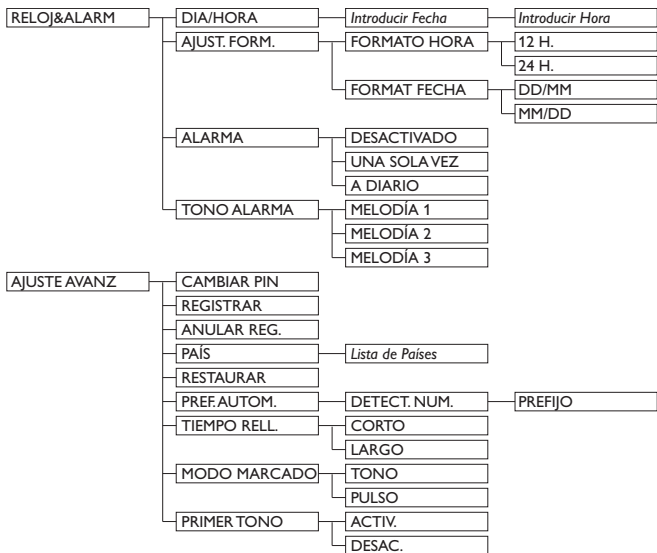 RELOJ&ALARM DIA/HORA Introducir Fecha Introducir Hora
AJUST. FORM. FORMATO HORA 12 H.
24 H.
FORMAT FECHA DD/MM
MM/DD
ALARMA DESACTIVADO
UNA SOLA VEZ
A DIARIO
TONO ALARMA MELODÍA 1
MELODÍA 2
MELODÍA 3
AJUSTE AVANZ CAMBIAR PIN
REGISTRAR
ANULAR REG.
PAÍS Lista de Países
RESTAURAR
PREF. AUTOM. DETECT. NUM. PREFIJO
TIEMPO RELL. CORTO
LARGO
MODO MARCADO TONO
PULSO
PRIMER TONO ACTIV.
DESAC.